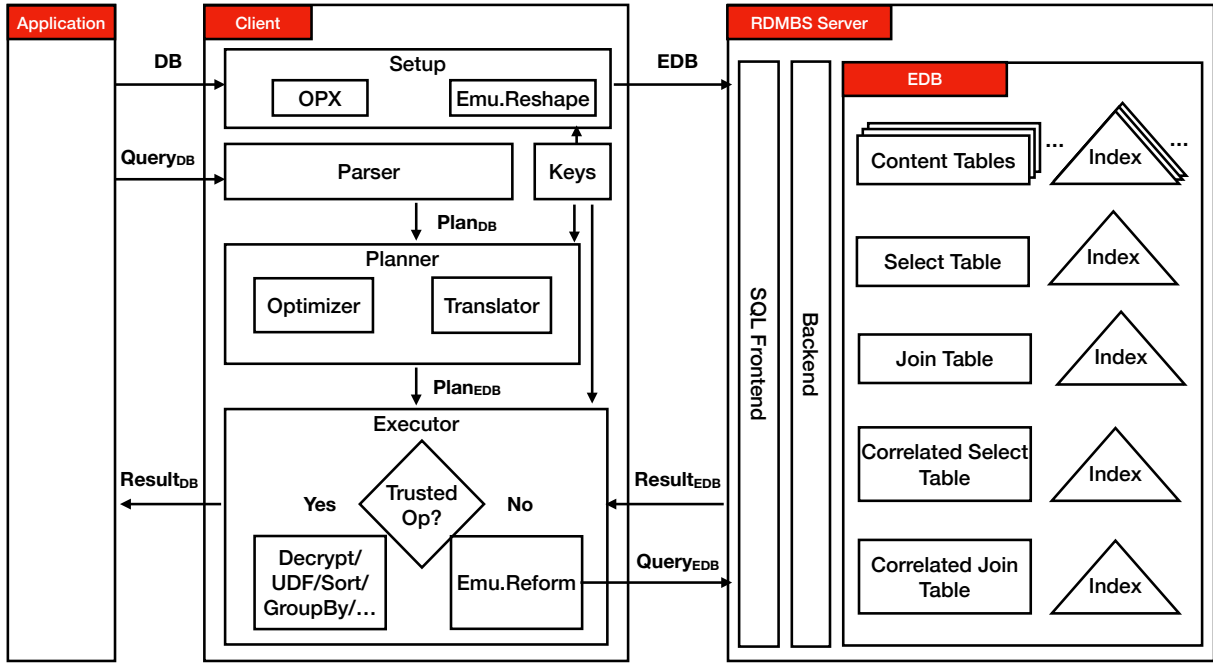 Application
Client
RDMBS Server
DB
Setup
OPX
Emu.Reshape
EDB
QueryDB
Parser
Keys
PlanDB
Planner
Optimizer
Translator
PlanEDB
Executor
Trusted
Op?
Yes
No
Decrypt/
UDF/Sort/
GroupBy/...
Emu.Reform
ResultDB
ResultEDB
QueryEDB
SQL Frontend
Backend
EDB
Content Tables
...
Index
...
Select Table
Index
Join Table
Index
Correlated Select
Table
Index
Correlated Join
Table
Index